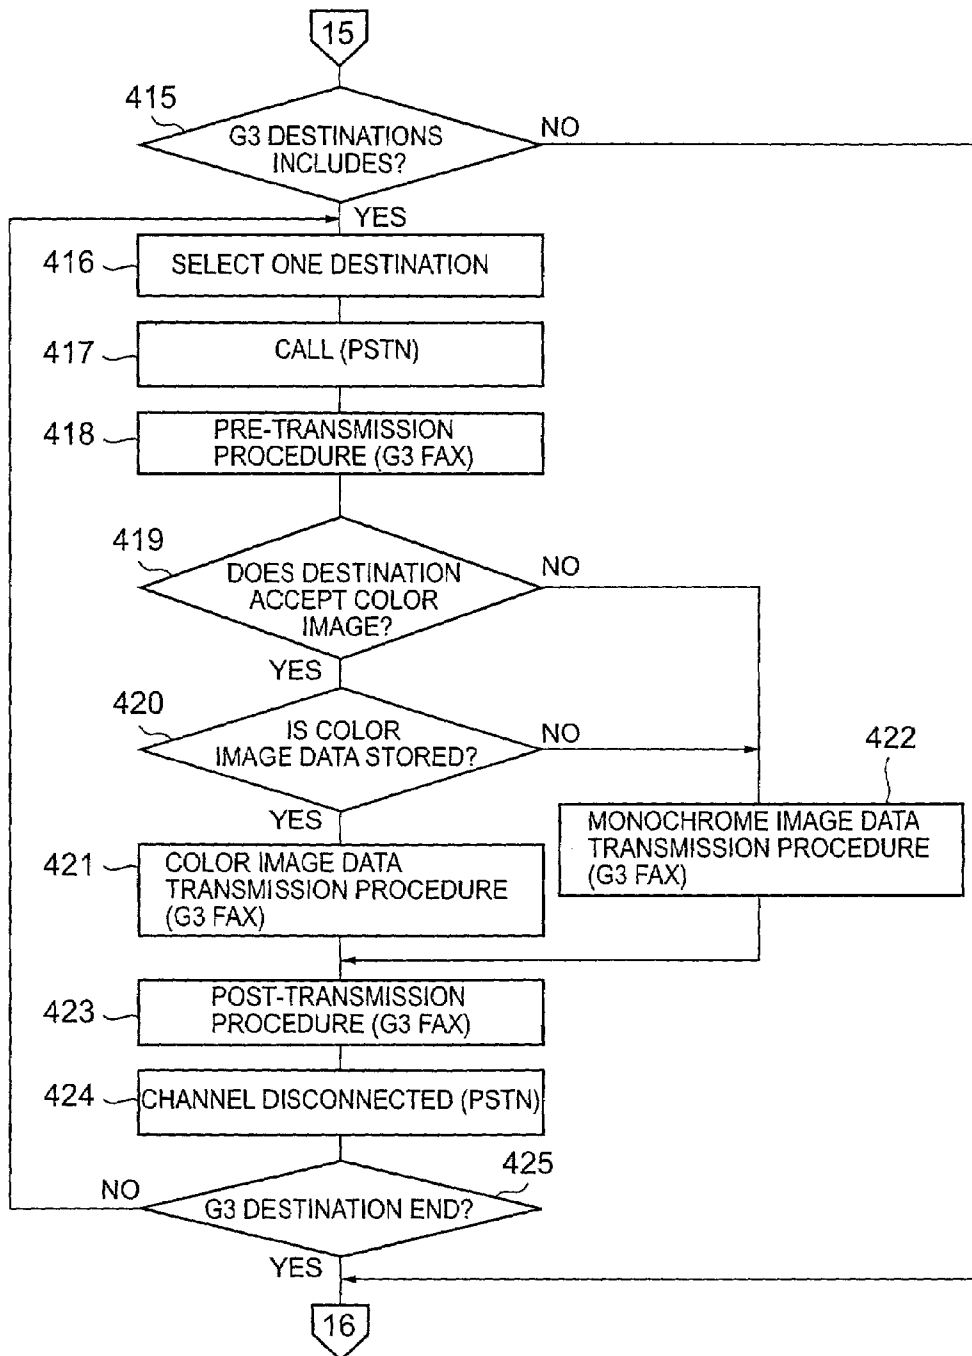 15
415
G3 DESTINATIONS
INCLUDES?
NO
YES
416
SELECT ONE DESTINATION
417
CALL (PSTN)
418
PRE-TRANSMISSION
PROCEDURE (G3 FAX)
419
DOES DESTINATION
ACCEPT COLOR
IMAGE?
NO
YES
420
IS COLOR
IMAGE DATA STORED?
NO
YES
422
MONOCHROME IMAGE DATA
TRANSMISSION PROCEDURE
(G3 FAX)
421
COLOR IMAGE DATA
TRANSMISSION PROCEDURE
(G3 FAX)
423
POST-TRANSMISSION
PROCEDURE (G3 FAX)
424
CHANNEL DISCONNECTED (PSTN)
425
G3 DESTINATION END?
NO
YES
16